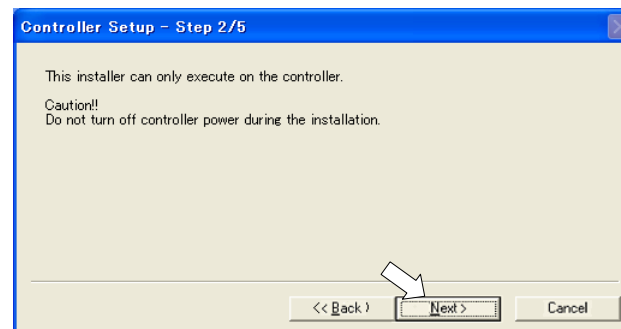 Controller Setup - Step 2/5
This installer can only execute on the controller.
Caution!!
Do not turn off controller power during the installation.
<< Back )
Next >
Cancel